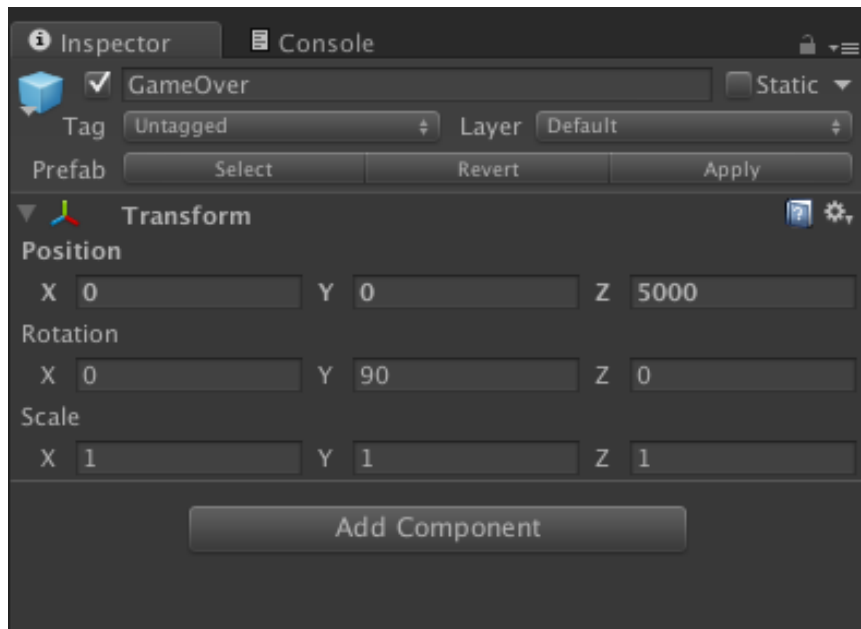 Inspector Console
GameOver Static
Tag Untagged Layer Default
Prefab Select Revert Apply
Transform
Position
X 0 Y 0 Z 5000
Rotation
X 0 Y 90 Z 0
Scale
X 1 Y 1 Z 1
Add Component